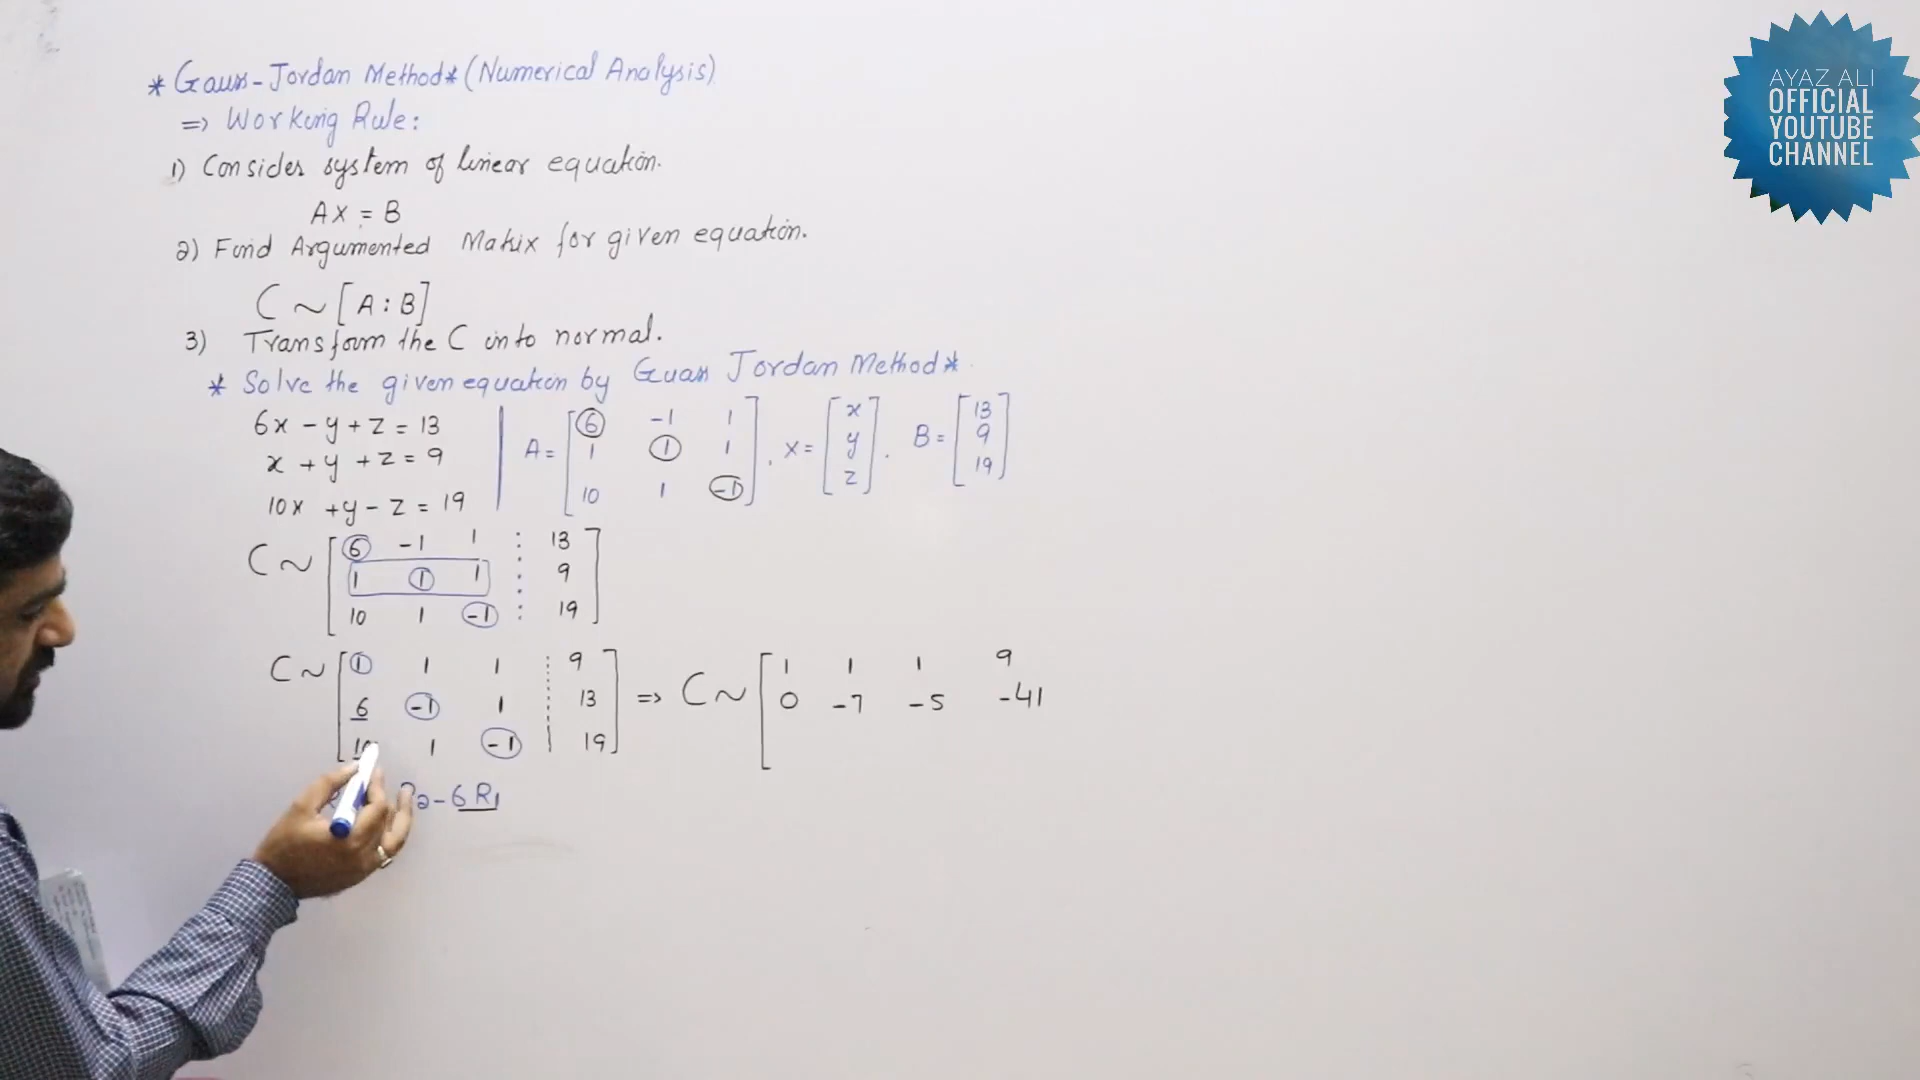 * Gauss-Jordan Method * (Numerical Analysis)
=> Working Rule:
1) Consider system of linear equation.
AX = B
2) Find Argumented Matrix for given equation.
C ~ [A : B]
3) Transform the C into normal.
* Solve the given equation by Guass Jordan Method *
6x - y + z = 13
x + y + z = 9
10x + y - z = 19
A = [6 -1 1
1 1 1
10 1 -1] , X = [x
y
z] . B = [13
9
19]
C ~ [6 -1 1 : 13
1 1 1 : 9
10 1 -1 : 19]
C ~ [1 1 1 : 9
6 -1 1 : 13
10 1 -1 : 19]
=> C ~ [1 1 1 9
0 -7 -5 -41
- 6R1
AYAZ ALI
OFFICIAL
YOUTUBE
CHANNEL